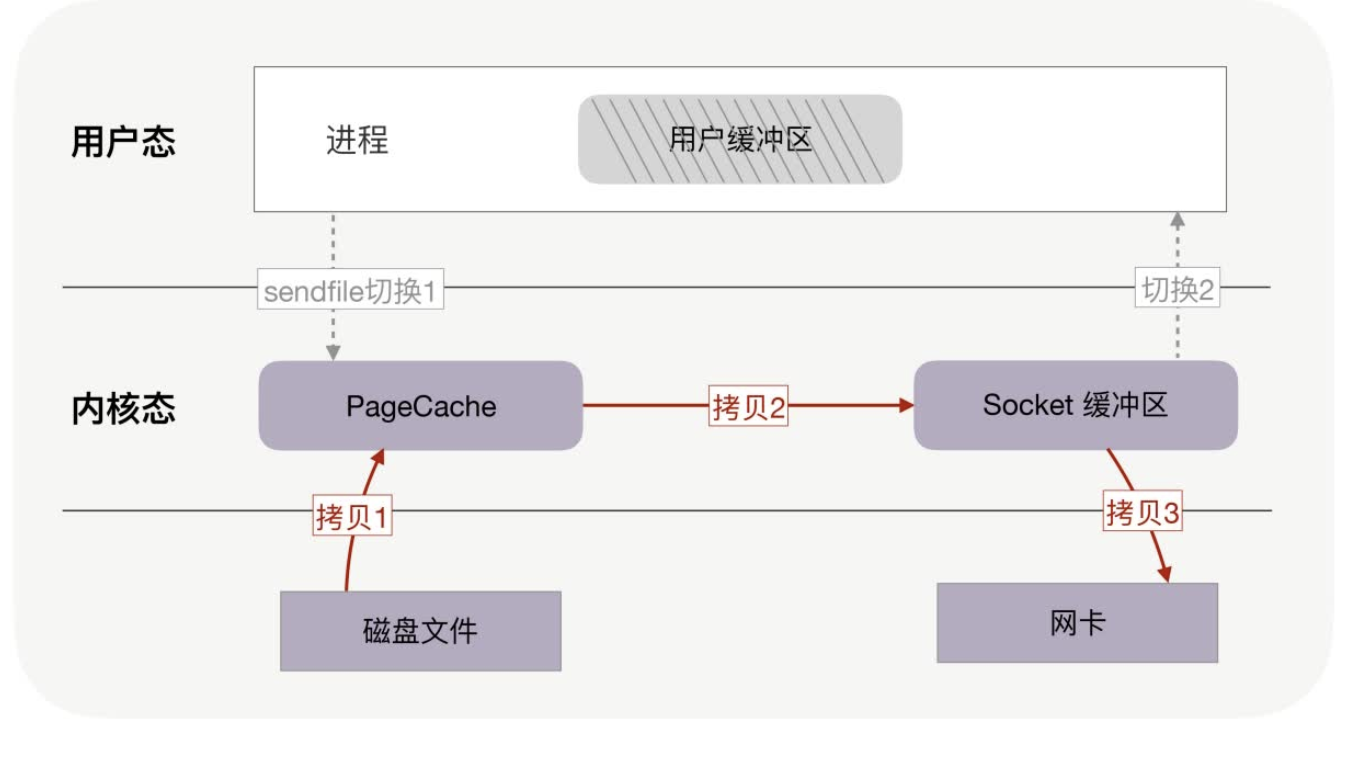 用户态
进程
用户缓冲区
sendfile切换1
切换2
内核态
PageCache
拷贝2
Socket 缓冲区
拷贝1
拷贝3
磁盘文件
网卡